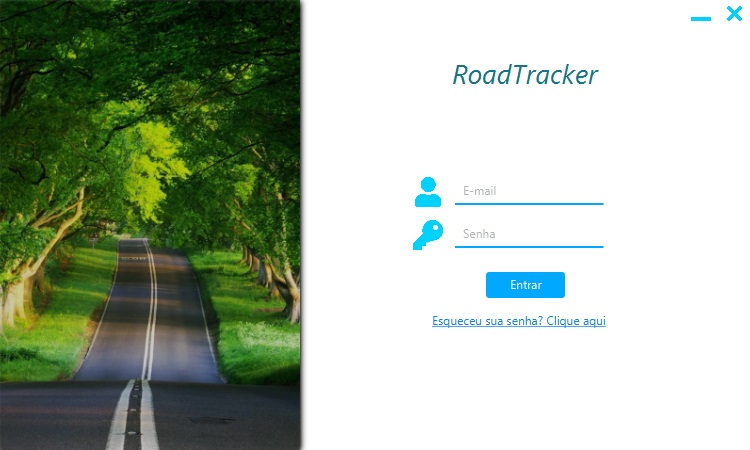 RoadTracker
E-mail
Senha
Entrar
Esqueceu sua senha? Clique aqui